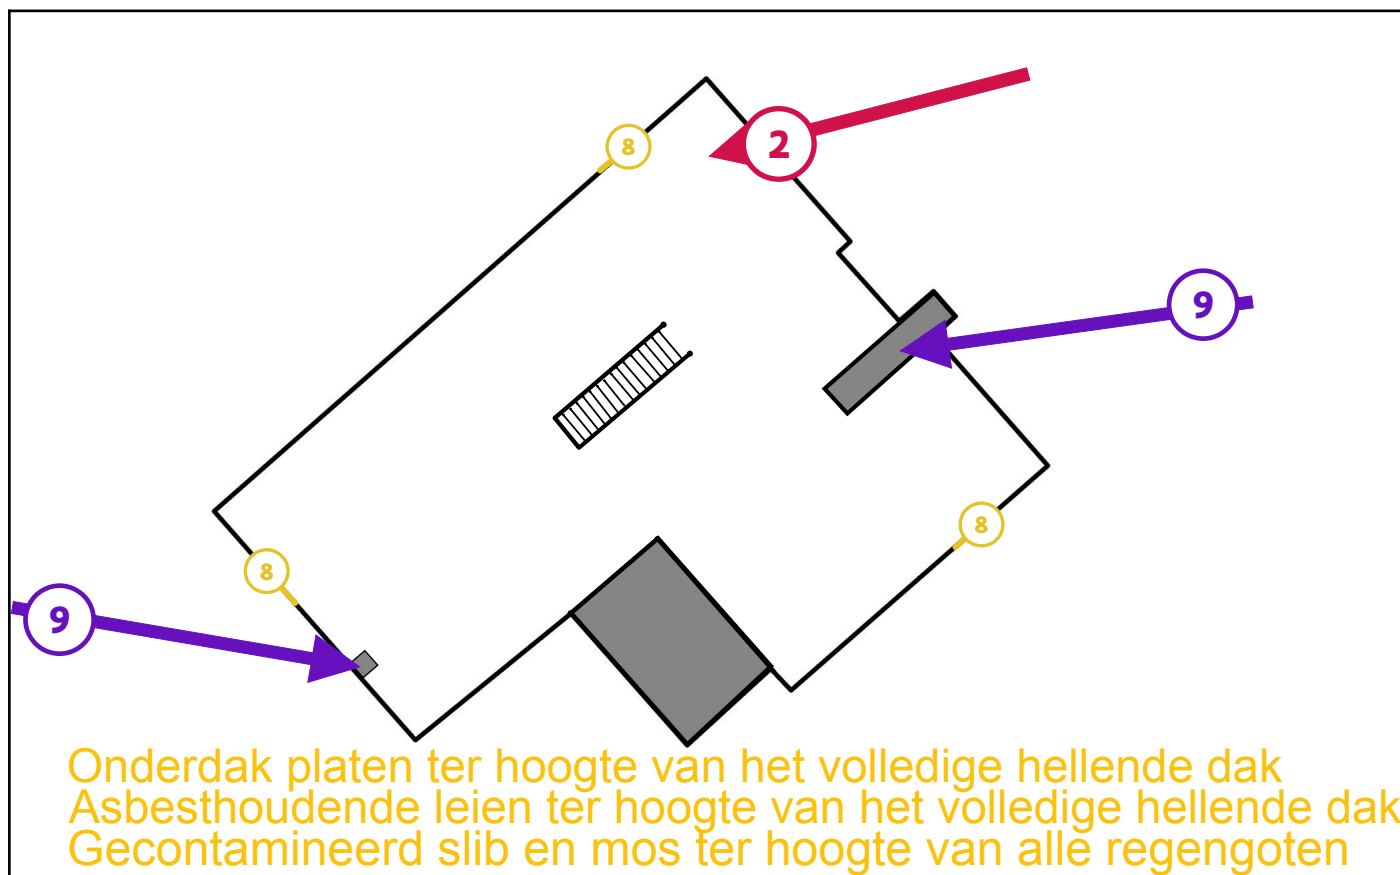 8
2
9
8
8
9
Onderdak platen ter hoogte van het volledige hellende dak
Asbesthoudende leien ter hoogte van het volledige hellende dak
Gecontamineerd slib en mos ter hoogte van alle regengoten